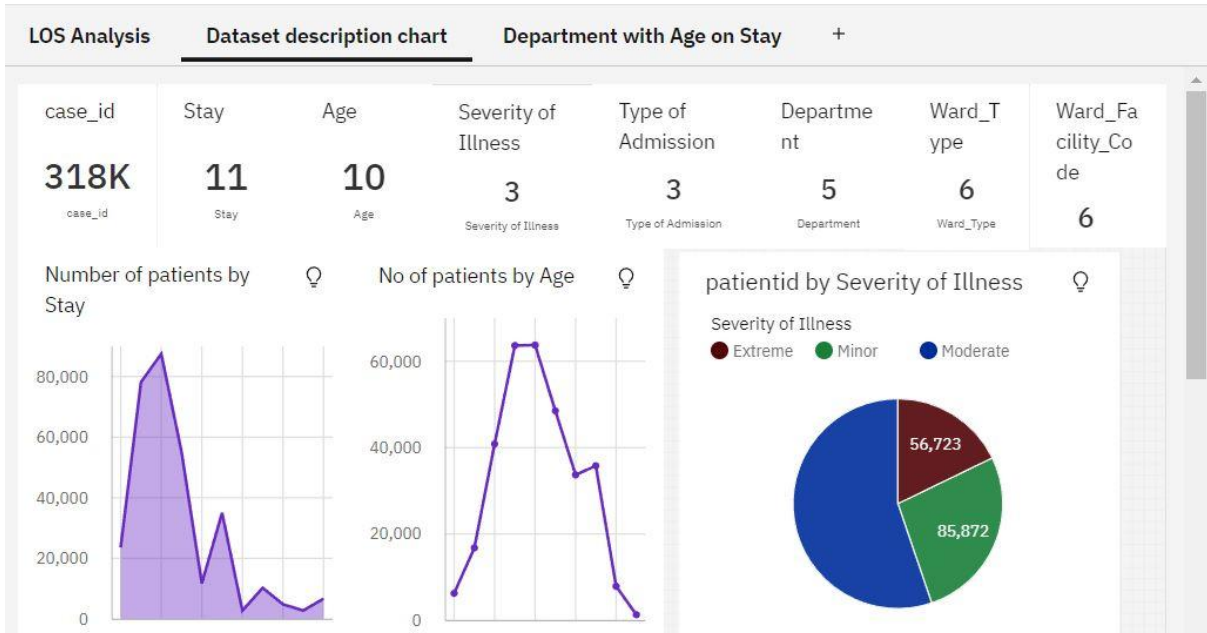 LOS Analysis
Dataset description chart
Department with Age on Stay
+
case_id
318K
case_id
Stay
11
Stay
Age
10
Age
Severity of
Illness
3
Severity of Illness
Type of
Admission
3
Type of Admission
Departme
nt
5
Department
Ward_T
ype
6
Ward_Type
Ward_Fa
cility_Co
de
6
Number of patients by
Stay
80,000
60,000
40,000
20,000
0
No of patients by Age
60,000
40,000
20,000
0
patientid by Severity of Illness
Severity of Illness
Extreme
Minor
Moderate
56,723
85,872